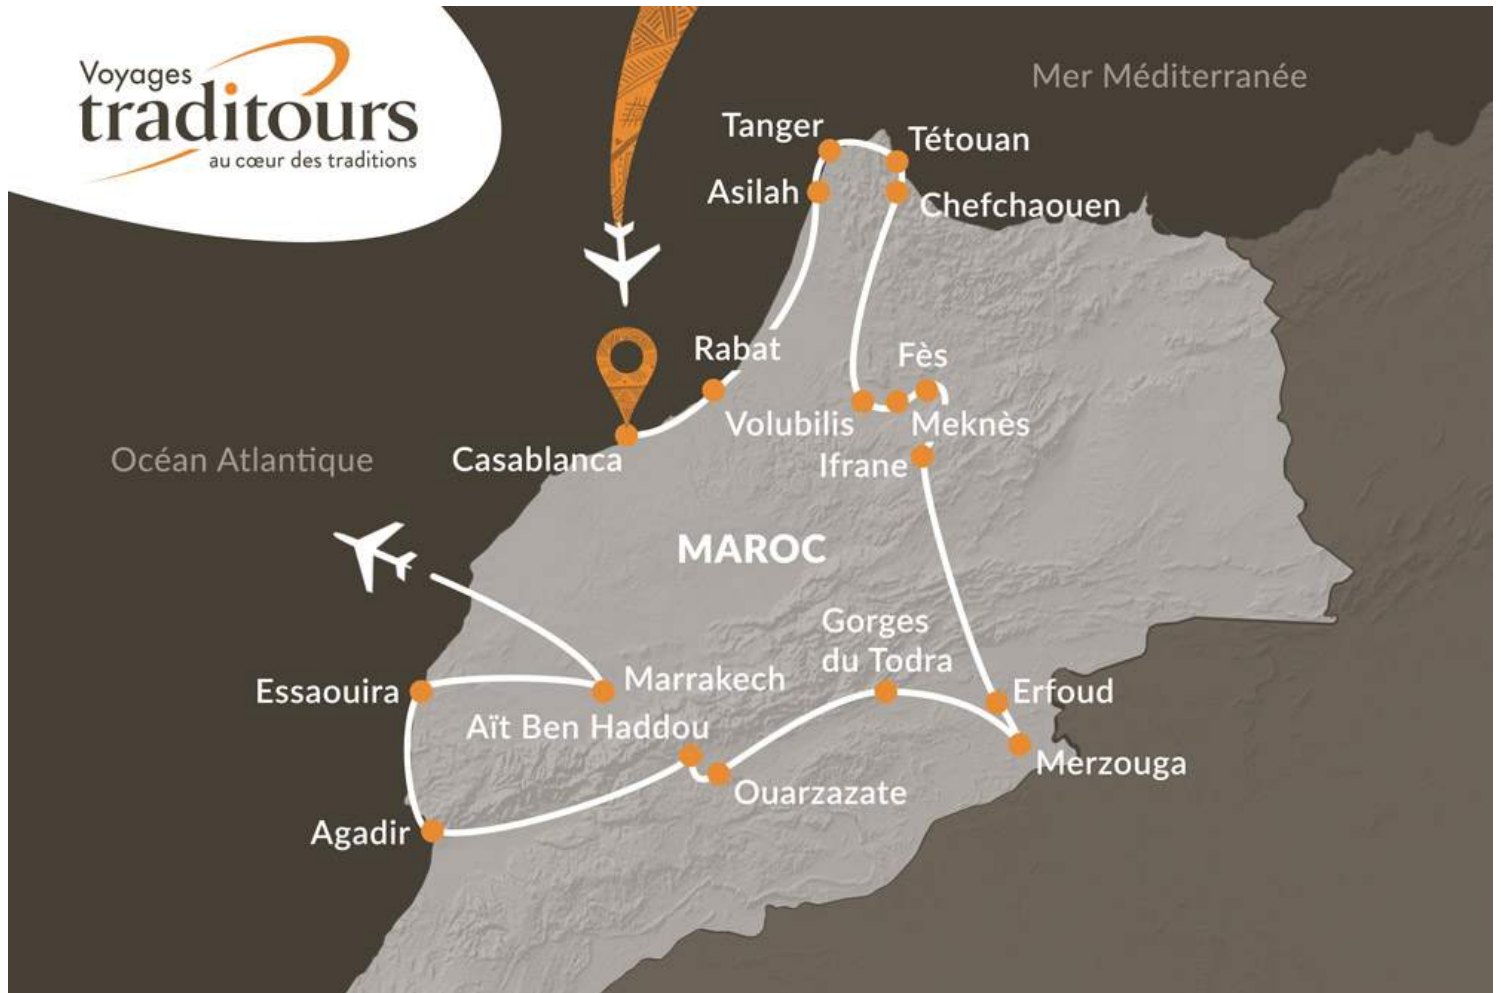 Voyages
traditours
au cœur des traditions
Mer Méditerranée
Tanger
Tétouan
Asilah
Chefchaouen
Rabat
Fès
Volubilis
Meknès
Casablanca
Ifrane
Océan Atlantique
MAROC
Gorges
du Todra
Essaouira
Marrakech
Erfoud
Aït Ben Haddou
Merzouga
Ouarzazate
Agadir